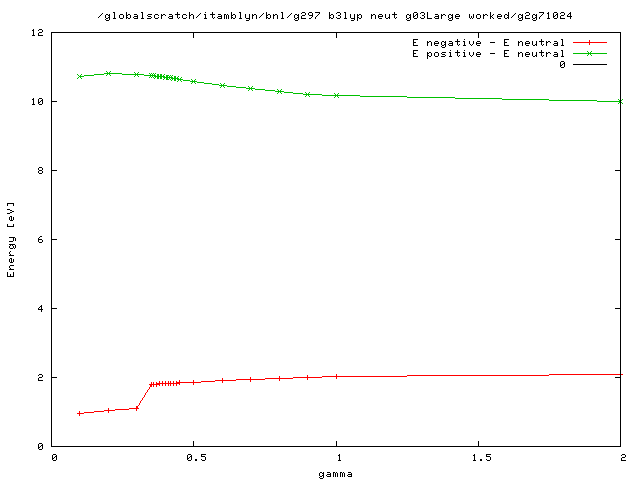 /globalscratch/itamblyn/bnl/g297 b3lyp neut g03Large worked/g2g71024
E negative - E neutral
E positive - E neutral
0
Energy [eV]
12
10
8
6
4
2
0
0
0.5
1
1.5
2
gamma